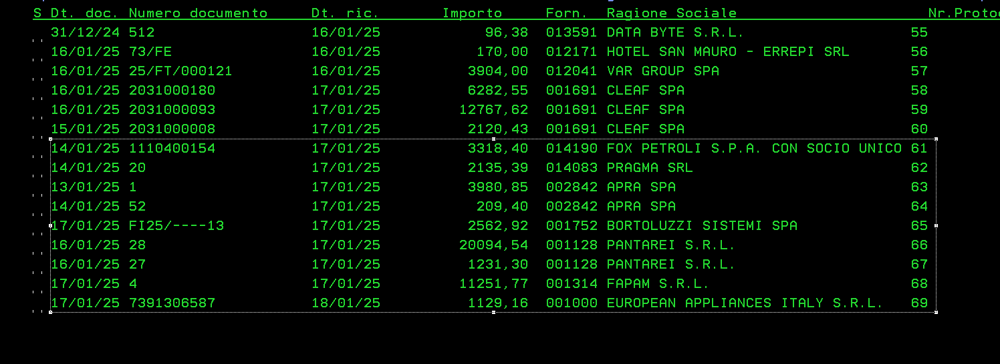 S Dt. doc. Numero documento Dt. ric. Importo Forn. Ragione Sociale Nr.Protoc
31/12/24 512 16/01/25 96,38 013591 DATA BYTE S.R.L. 55
16/01/25 73/FE 16/01/25 170,00 012171 HOTEL SAN MAURO - ERREPI SRL 56
16/01/25 25/FT/000121 16/01/25 3904,00 012041 VAR GROUP SPA 57
16/01/25 2031000180 17/01/25 6282,55 001691 CLEAF SPA 58
16/01/25 2031000093 17/01/25 12767,62 001691 CLEAF SPA 59
15/01/25 2031000008 17/01/25 2120,43 001691 CLEAF SPA 60
14/01/25 1110400154 17/01/25 3318,40 014190 FOX PETROLI S.P.A. CON SOCIO UNICO 61
14/01/25 20 17/01/25 2135,39 014083 PRAGMA SRL 62
13/01/25 1 17/01/25 3980,85 002842 APRA SPA 63
14/01/25 52 17/01/25 209,40 002842 APRA SPA 64
17/01/25 FI25/----13 17/01/25 2562,92 001752 BORTOLUZZI SISTEMI SPA 65
16/01/25 28 17/01/25 20094,54 001128 PANTAREI S.R.L. 66
16/01/25 27 17/01/25 1231,30 001128 PANTAREI S.R.L. 67
17/01/25 4 17/01/25 11251,77 001314 FAPAM S.R.L. 68
17/01/25 7391306587 18/01/25 1129,16 001000 EUROPEAN APPLIANCES ITALY S.R.L. 69